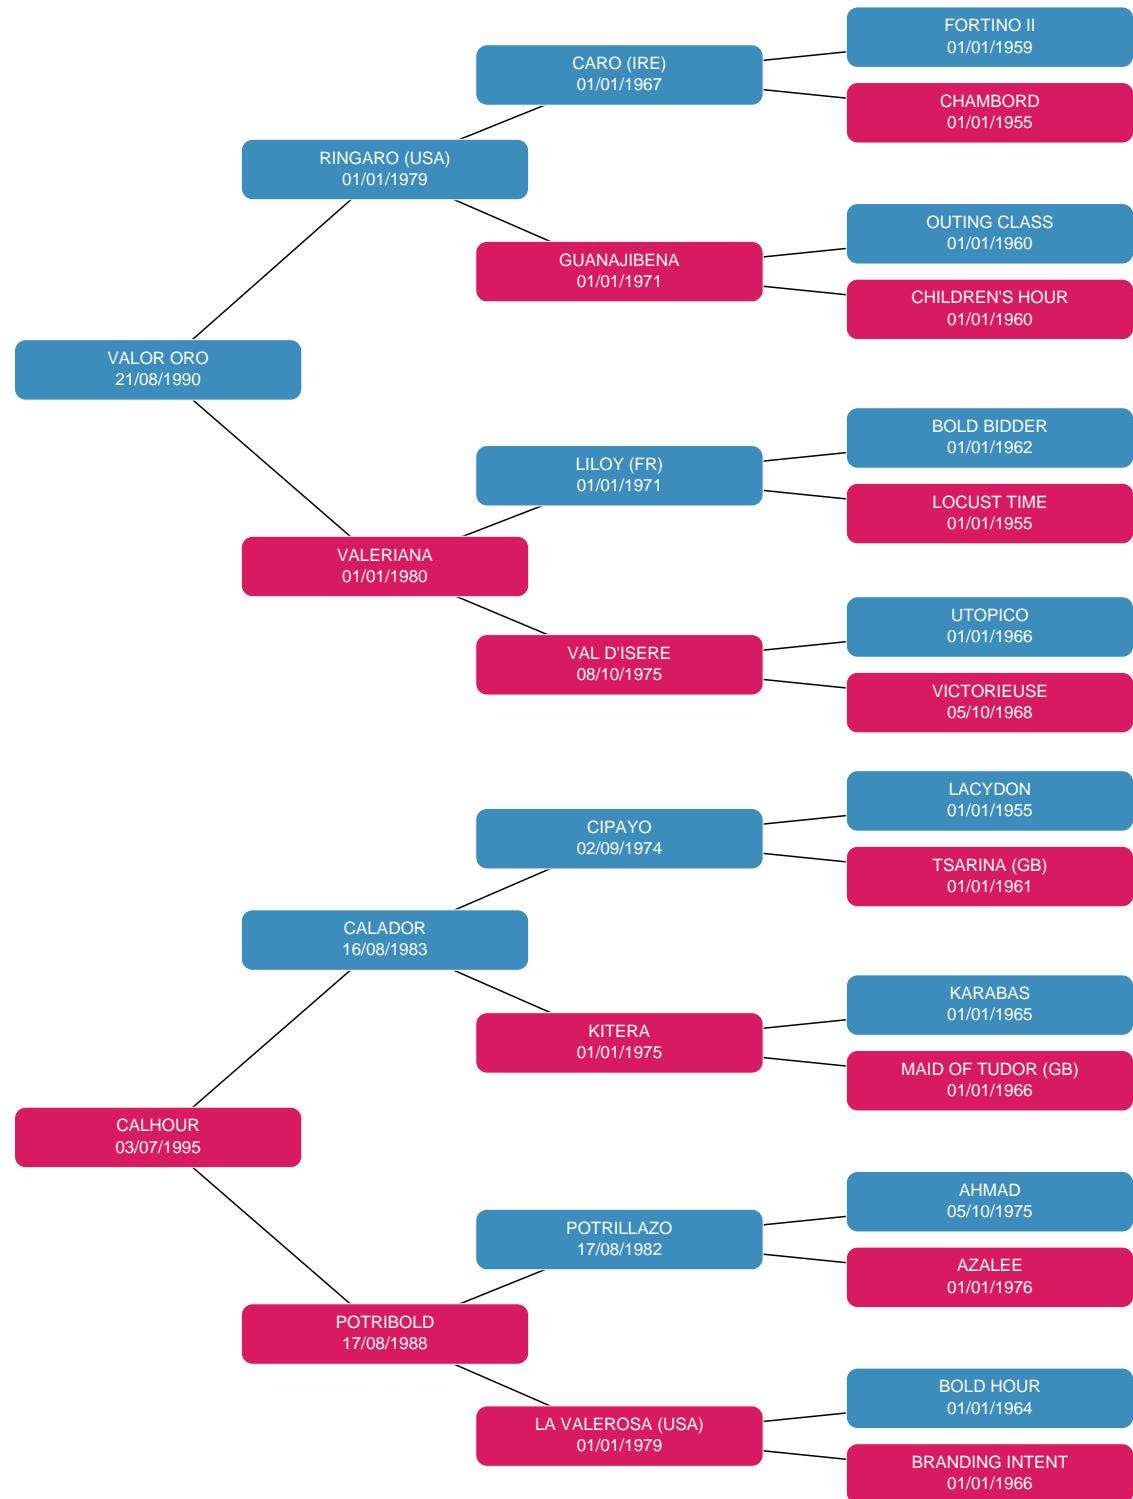 FORTINO II
01/01/1959
CARO (IRE)
01/01/1967
CHAMBORD
01/01/1955
RINGARO (USA)
01/01/1979
OUTING CLASS
01/01/1960
GUANAJIBENA
01/01/1971
CHILDREN'S HOUR
01/01/1960
VALOR ORO
21/08/1990
BOLD BIDDER
01/01/1962
LILOY (FR)
01/01/1971
LOCUST TIME
01/01/1955
VALERIANA
01/01/1980
UTOPICO
01/01/1966
VAL D'ISERE
08/10/1975
VICTORIEUSE
05/10/1968
LACYDON
01/01/1955
CIPAYO
02/09/1974
TSARINA (GB)
01/01/1961
CALADOR
16/08/1983
KARABAS
01/01/1965
KITERA
01/01/1975
MAID OF TUDOR (GB)
01/01/1966
CALHOUR
03/07/1995
AHMAD
05/10/1975
POTRILLAZO
17/08/1982
AZALEE
01/01/1976
POTRIBOLD
17/08/1988
BOLD HOUR
01/01/1964
LA VALEROSA (USA)
01/01/1979
BRANDING INTENT
01/01/1966